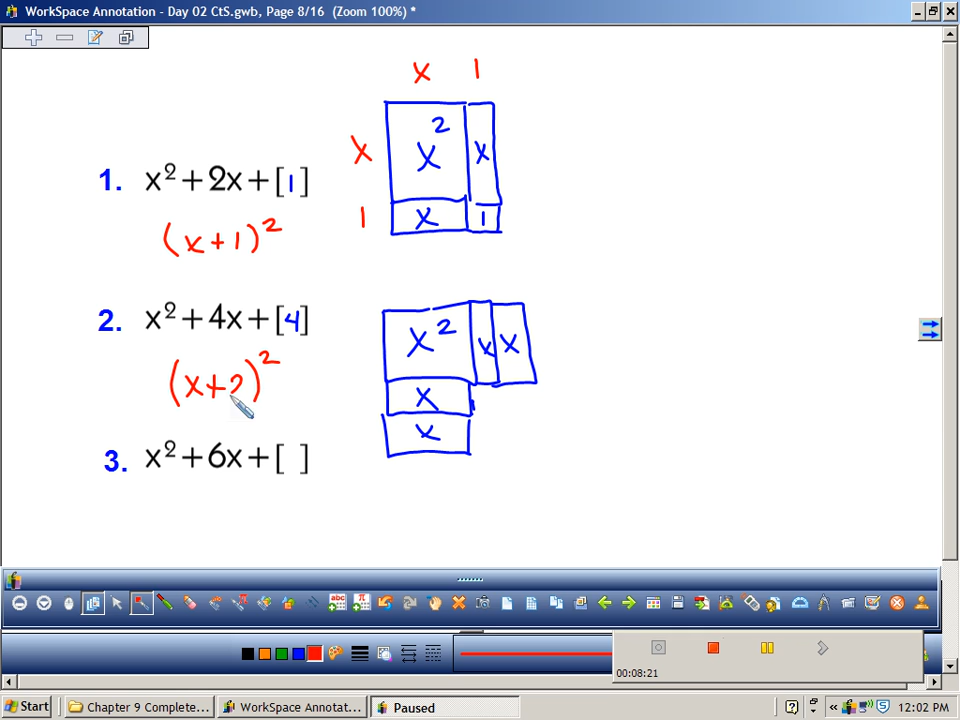 WorkSpace Annotation - Day 02 CtS.gwb, Page 8/16 (Zoom 100%) *
x 1
x x² x
1 x 1
1. x²+2x+[1]
(x+1)²
2. x²+4x+[4]
x² x x
(x+2)²
x
x
3. x²+6x+[ ]
abc
π
00:08:21
Start
Chapter 9 Complete...
WorkSpace Annotat...
Paused
12:02 PM